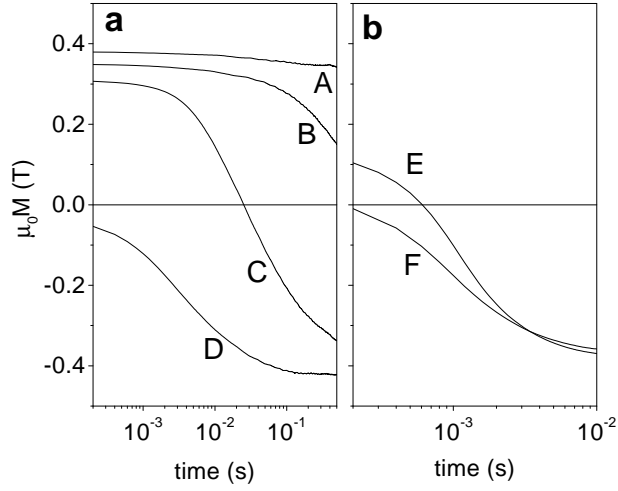 a
b
0.4
0.2
0.0
-0.2
-0.4
μ₀M (T)
A
B
C
D
E
F
10⁻³ 10⁻² 10⁻¹
10⁻³ 10⁻²
time (s)
time (s)